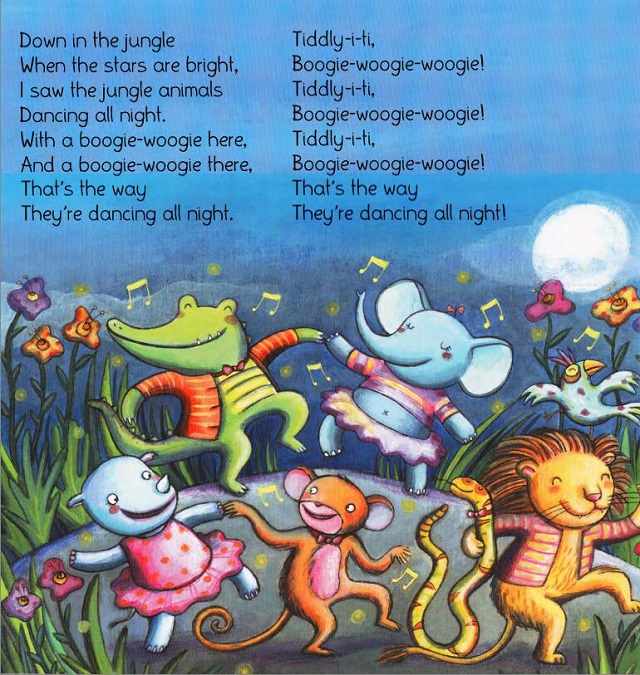 Down in the jungle
When the stars are bright,
I saw the jungle animals
Dancing all night.
With a boogie-woogie here,
And a boogie-woogie there,
That's the way
They're dancing all night.
Tiddly-i-ti,
Boogie-woogie-woogie!
Tiddly-i-ti,
Boogie-woogie-woogie!
Tiddly-i-ti,
Boogie-woogie-woogie!
That's the way
They're dancing all night!